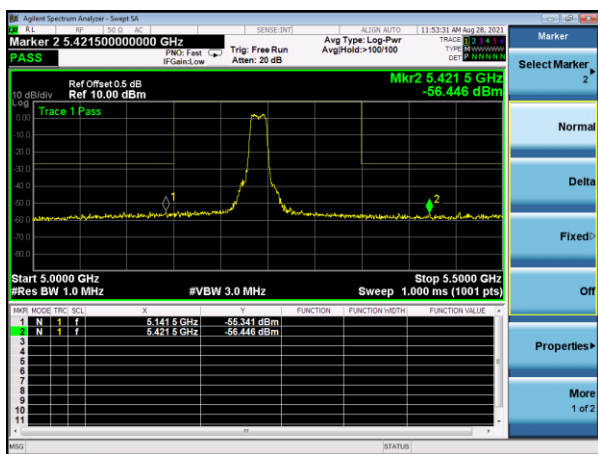 Agilent Spectrum Analyzer - Swept SA
RL RF 50 Ω AC SENSE:INT ALIGN AUTO 11:53:31 AM Aug 26, 2021
Marker 2 5.421500000000 GHz
PNO: Fast
IFGain:Low
Trig: Free Run
Atten: 20 dB
Avg Type: Log-Pwr
Avg|Hold:>100/100
TRACE 1 2 3 4 5 6
TYPE M W W W W W
DET P N N N N N
PASS
Mkr2 5.421 5 GHz
-56.446 dBm
Ref Offset 0.5 dB
10 dB/div Ref 10.00 dBm
Log
Trace 1 Pass
0.00
-10.0
-20.0
-30.0
-40.0
-50.0
-60.0
-70.0
-80.0
1
2
Start 5.0000 GHz
Stop 5.5000 GHz
#Res BW 1.0 MHz
#VBW 3.0 MHz
Sweep 1.000 ms (1001 pts)
MKR MODE TRC SCL X Y FUNCTION FUNCTION WIDTH FUNCTION VALUE
1 N 1 f 5.141 5 GHz -55.341 dBm
2 N 1 f 5.421 5 GHz -56.446 dBm
3
4
5
6
7
8
9
10
11
MSG
STATUS
Marker
Select Marker
2
Normal
Delta
Fixed
Off
Properties
More
1 of 2